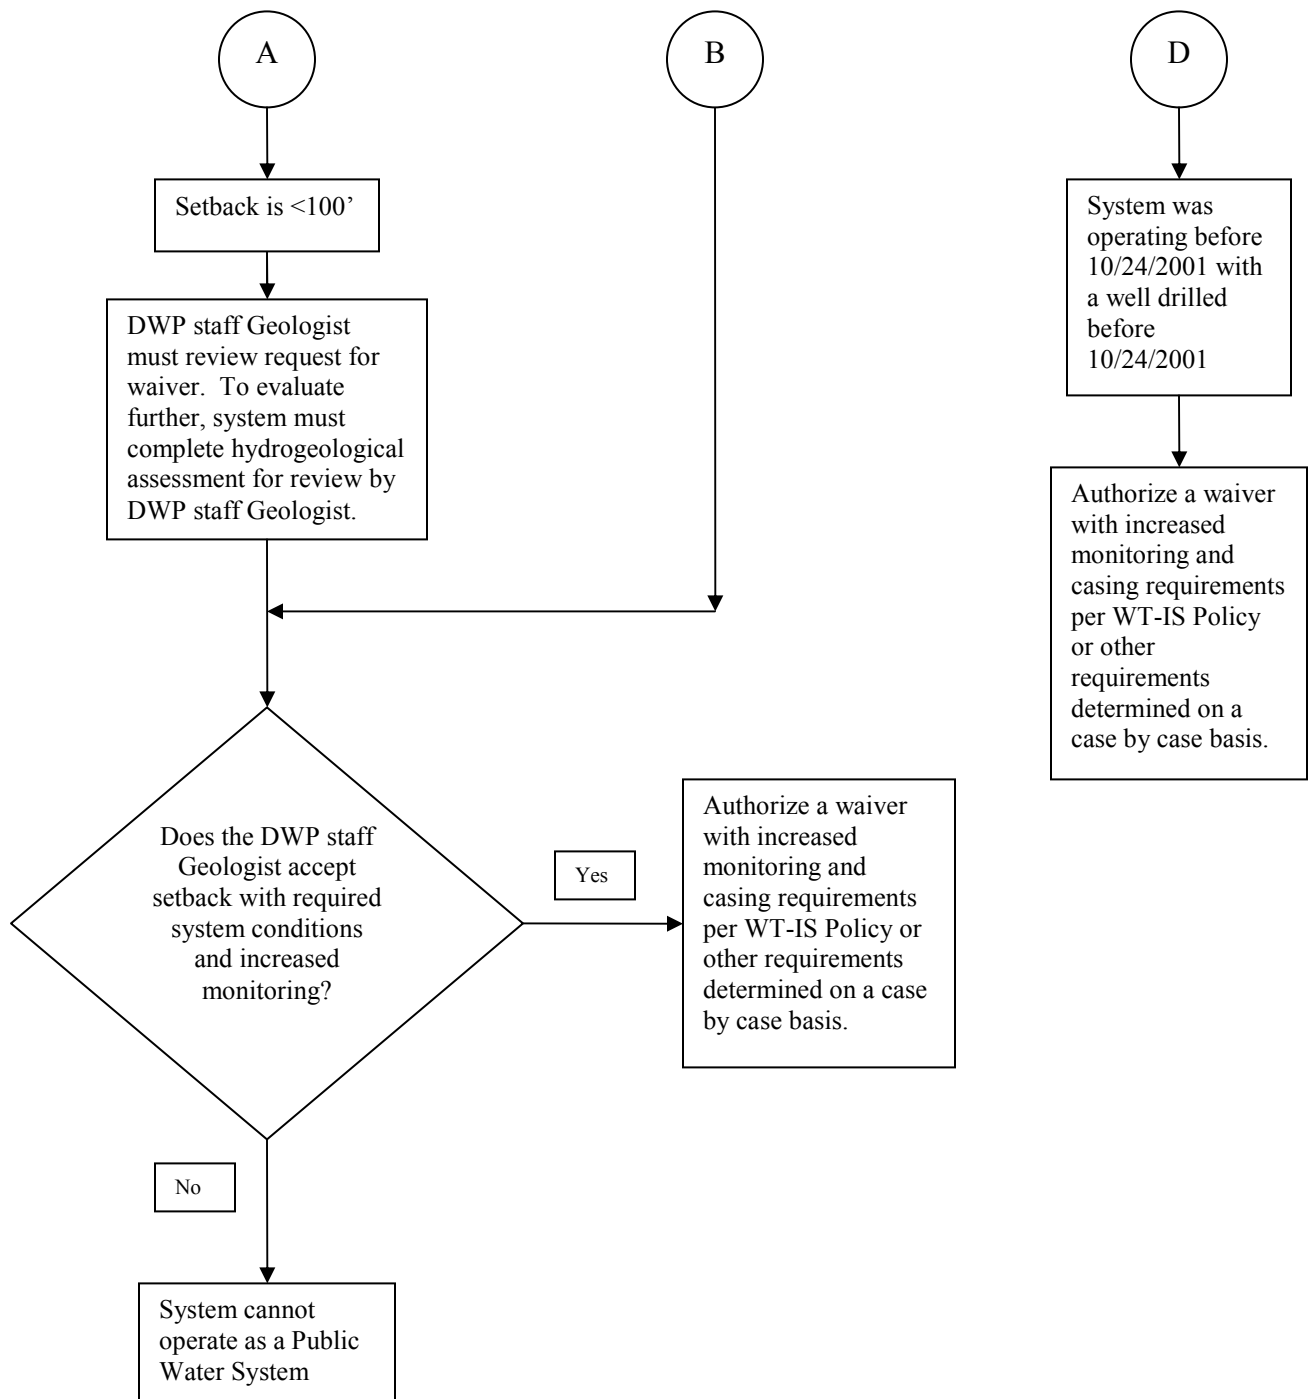 A
B
D
Setback is <100’
DWP staff Geologist
must review request for
waiver.  To evaluate
further, system must
complete hydrogeological
assessment for review by
DWP staff Geologist.
System was
operating before
10/24/2001 with
a well drilled
before
10/24/2001
Authorize a waiver
with increased
monitoring and
casing requirements
per WT-IS Policy
or other
requirements
determined on a
case by case basis.
Does the DWP staff
Geologist accept
setback with required
system conditions
and increased
monitoring?
Yes
Authorize a waiver
with increased
monitoring and
casing requirements
per WT-IS Policy or
other requirements
determined on a case
by case basis.
No
System cannot
operate as a Public
Water System